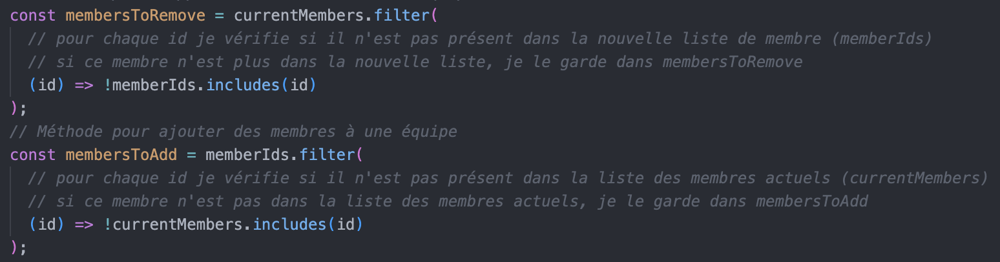 const membersToRemove = currentMembers.filter(
// pour chaque id je vérifie si il n'est pas présent dans la nouvelle liste de membre (memberIds)
// si ce membre n'est plus dans la nouvelle liste, je le garde dans membersToRemove
(id) => !memberIds.includes(id)
);
// Méthode pour ajouter des membres à une équipe
const membersToAdd = memberIds.filter(
// pour chaque id je vérifie si il n'est pas présent dans la liste des membres actuels (currentMembers)
// si ce membre n'est pas dans la liste des membres actuels, je le garde dans membersToAdd
(id) => !currentMembers.includes(id)
);